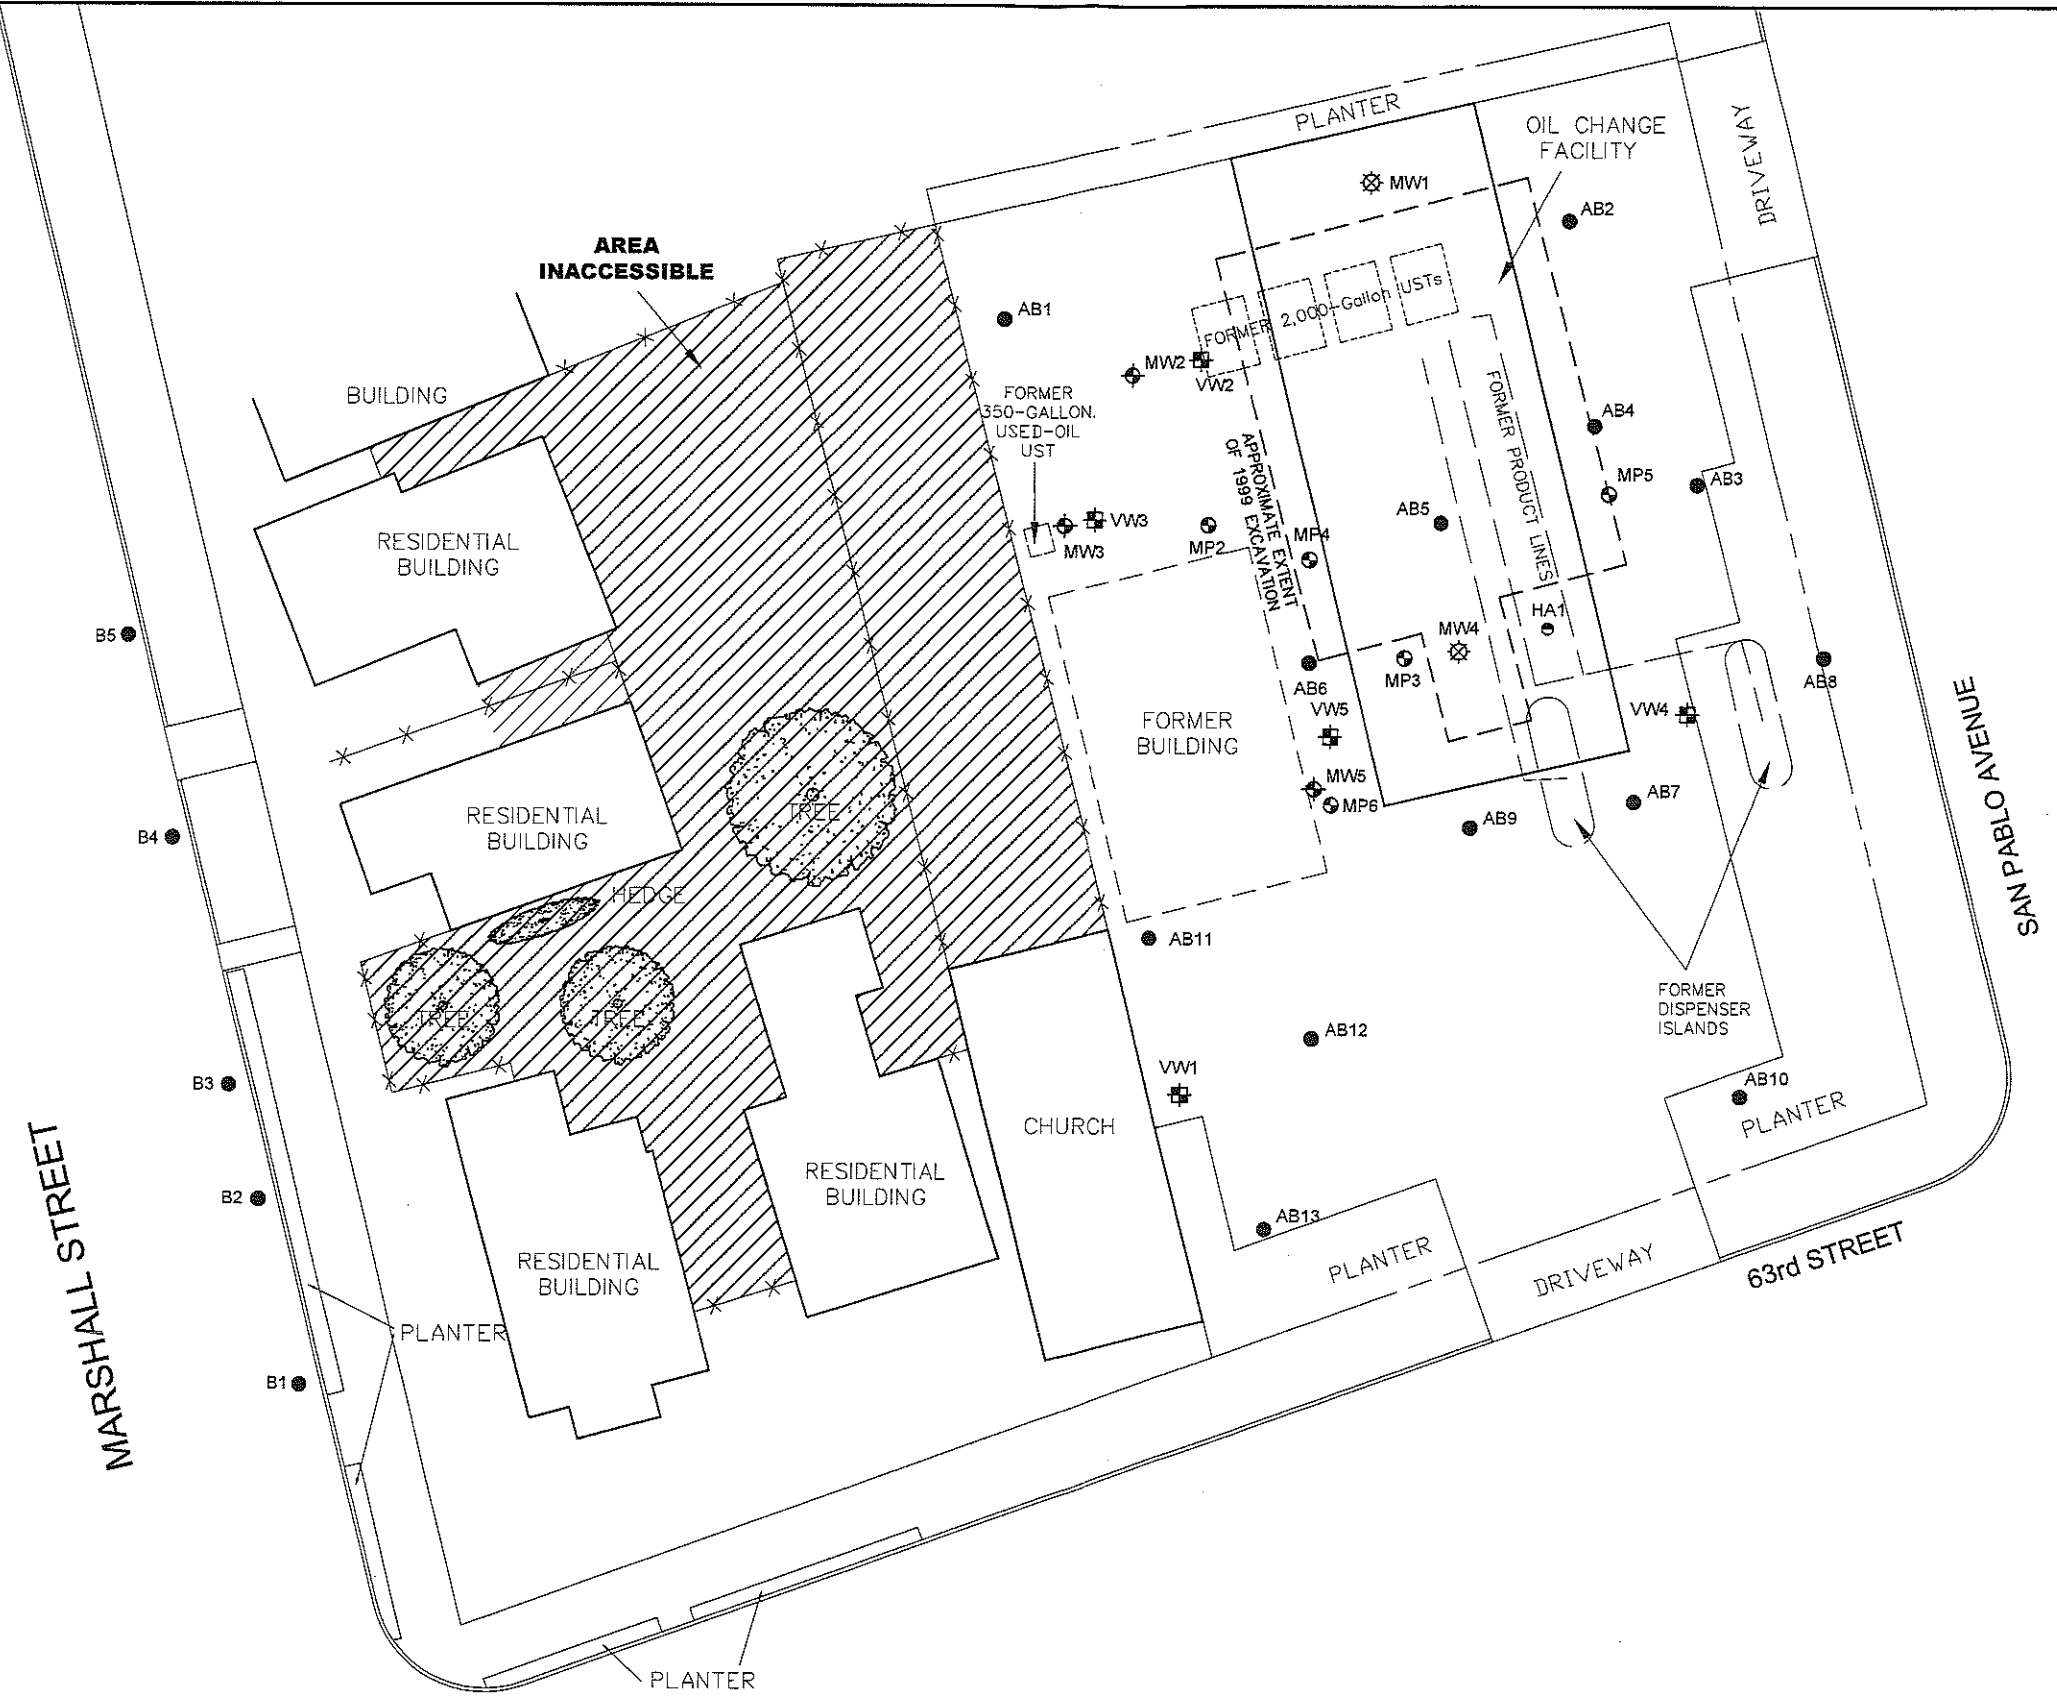 PLANTER
OIL CHANGE
FACILITY
DRIVEWAY
MW1
AB2
AREA
INACCESSIBLE
AB1
FORMER 2,000-Gallon USTs
MW2
VW2
BUILDING
FORMER
350-GALLON.
USED-OIL
UST
APPROXIMATE EXTENT
OF 1999 EXCAVATION
FORMER PRODUCT LINES
AB4
MP5
AB3
AB5
VW3
MW3
MP2
MP4
RESIDENTIAL
BUILDING
HA1
MW4
MP3
AB6
B5
AB8
VW5
VW4
FORMER
BUILDING
SAN PABLO AVENUE
MW5
MP6
AB7
AB9
TREE
RESIDENTIAL
BUILDING
B4
HEDGE
AB11
FORMER
DISPENSER
ISLANDS
TREE
TREE
AB12
VW1
B3
AB10
PLANTER
CHURCH
RESIDENTIAL
BUILDING
B2
AB13
PLANTER
DRIVEWAY
63rd STREET
MARSHALL STREET
RESIDENTIAL
BUILDING
PLANTER
B1
PLANTER